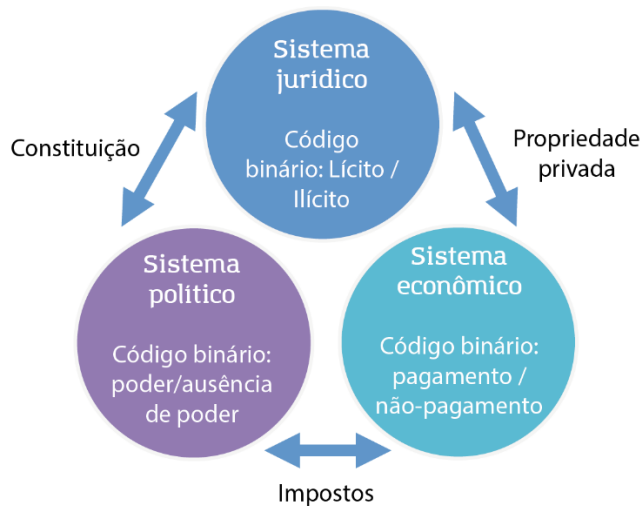 Sistema
jurídico
Código
binário: Lícito /
Ilícito
Constituição
Propriedade
privada
Sistema
político
Código binário:
poder/ausência
de poder
Sistema
econômico
Código binário:
pagamento /
não-pagamento
Impostos